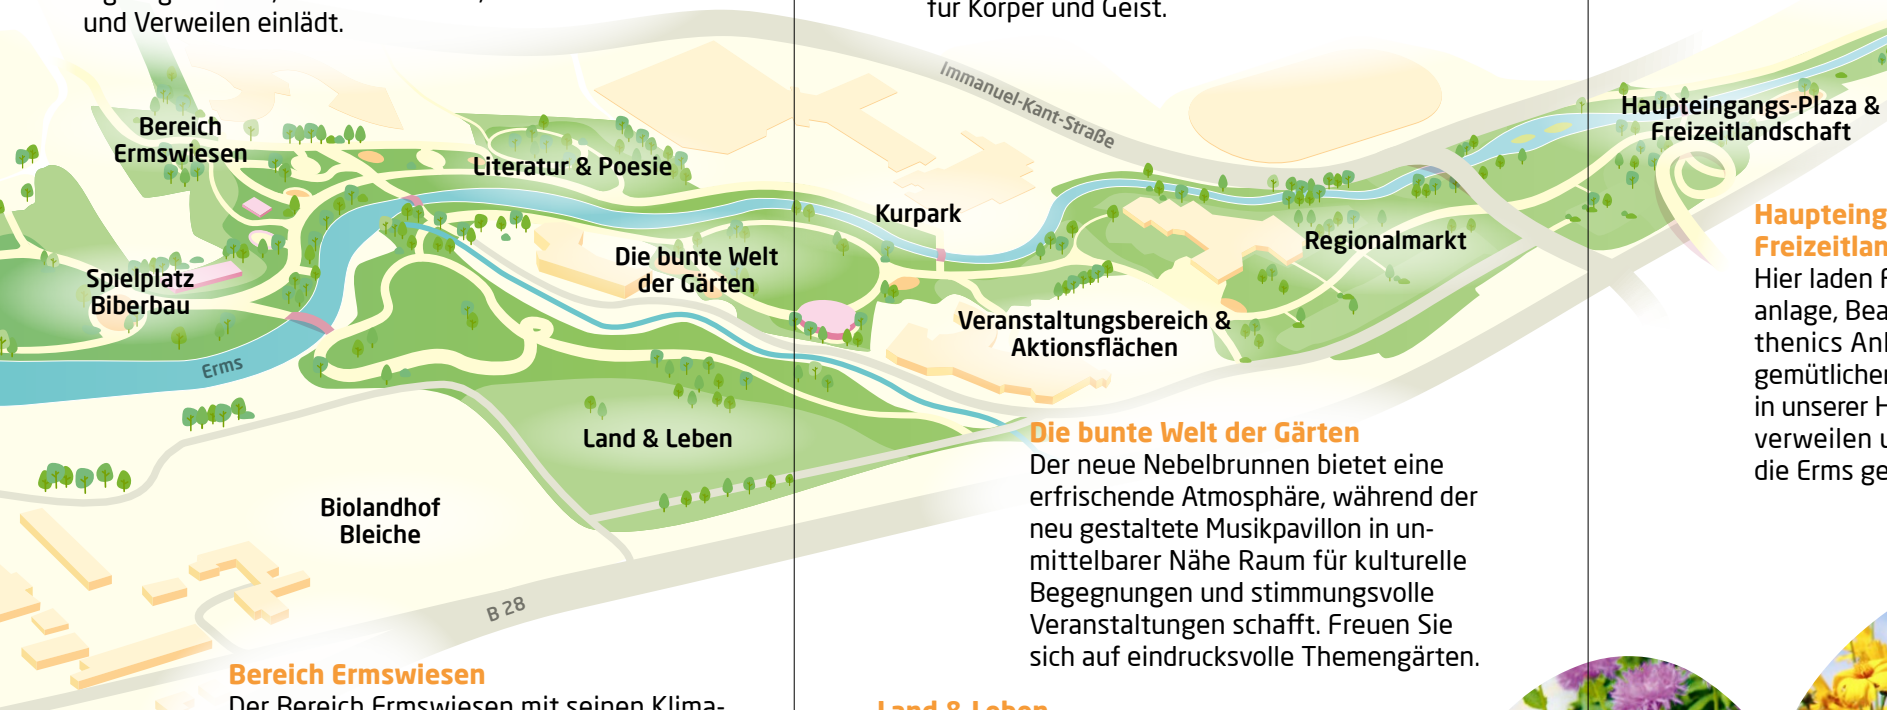 und Verweilen einlädt.
für Körper und Geist.
Immanuel-Kant-Straße
Haupteingangs-Plaza &
Freizeitlandschaft
Bereich
Ermswiesen
Literatur & Poesie
Kurpark
Regionalmarkt
Die bunte Welt
der Gärten
Spielplatz
Biberbau
Veranstaltungsbereich &
Aktionsflächen
Erms
Land & Leben
Biolandhof
Bleiche
B 28
Haupteing
Freizeitlan
Hier laden
anlage, Bea
thenics Anl
gemütlicher
in unserer H
verweilen u
die Erms ge
Die bunte Welt der Gärten
Der neue Nebelbrunnen bietet eine
erfrischende Atmosphäre, während der
neu gestaltete Musikpavillon in un-
mittelbarer Nähe Raum für kulturelle
Begegnungen und stimmungsvolle
Veranstaltungen schafft. Freuen Sie
sich auf eindrucksvolle Themengärten.
Bereich Ermswiesen
Der Bereich Ermswiesen mit seinen Klima-
Land & Leben